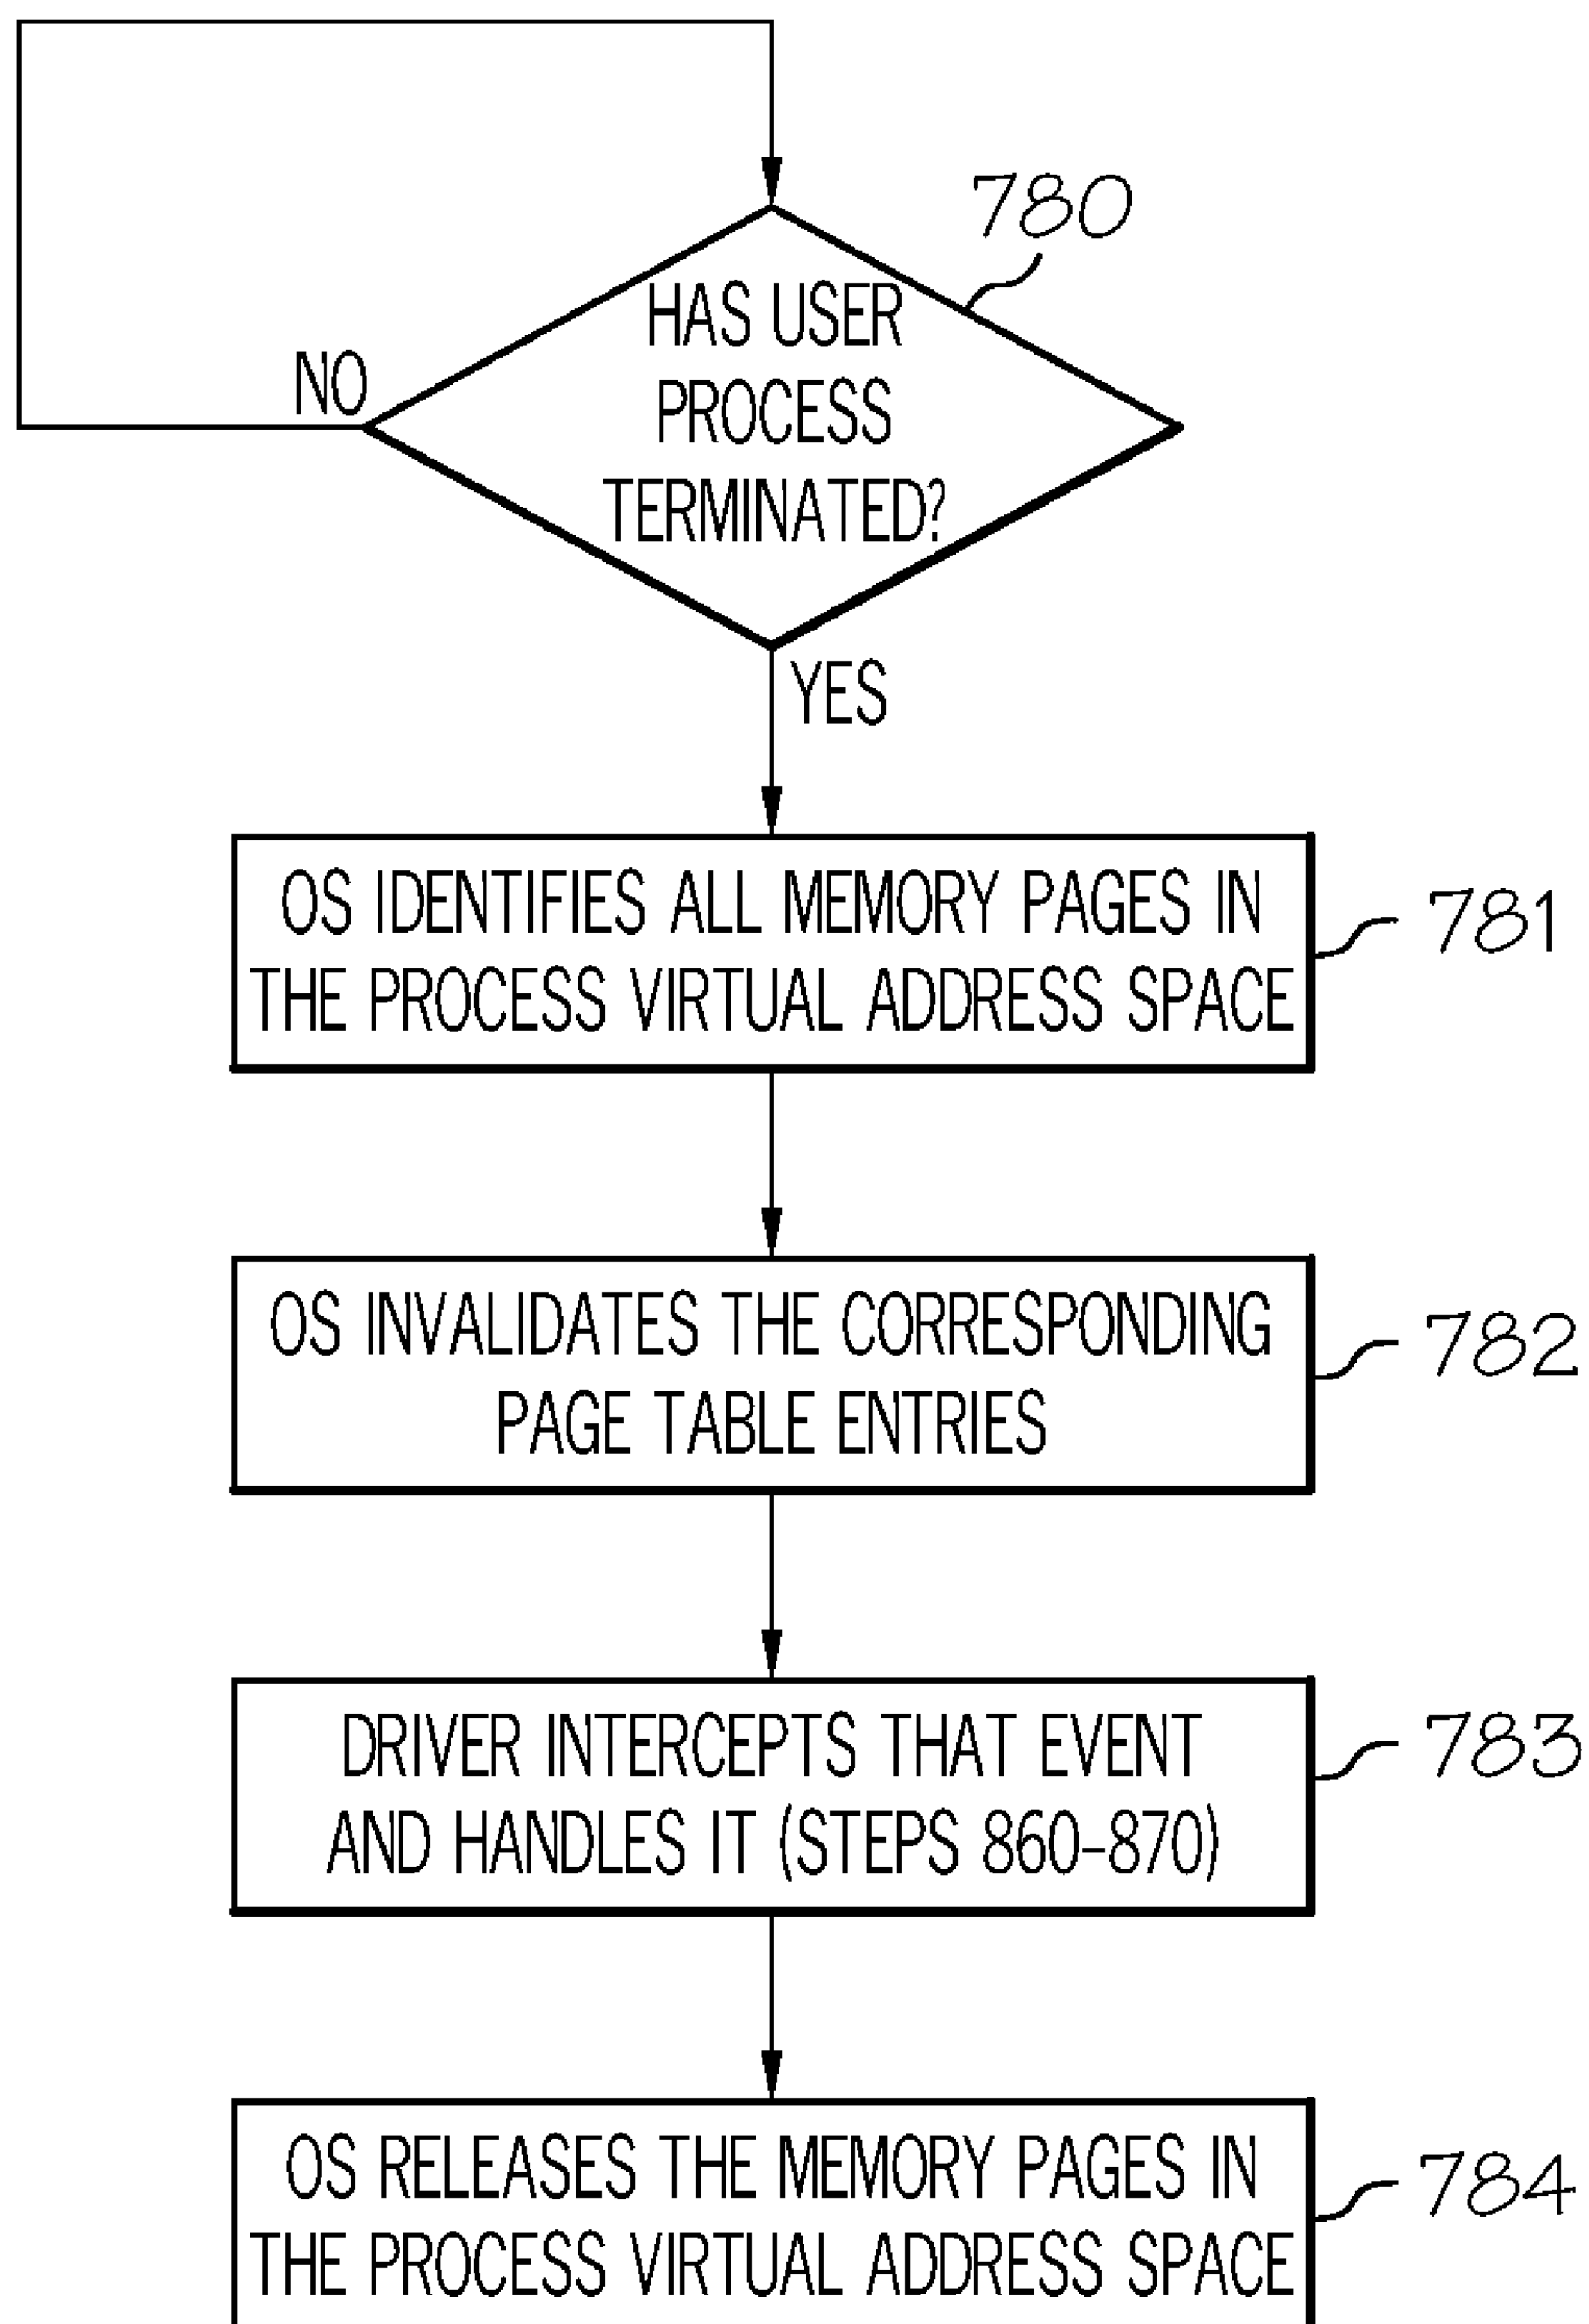 780
HAS USER
PROCESS
TERMINATED?
NO
YES
OS IDENTIFIES ALL MEMORY PAGES IN
THE PROCESS VIRTUAL ADDRESS SPACE
781
OS INVALIDATES THE CORRESPONDING
PAGE TABLE ENTRIES
782
DRIVER INTERCEPTS THAT EVENT
AND HANDLES IT (STEPS 860-870)
783
OS RELEASES THE MEMORY PAGES IN
THE PROCESS VIRTUAL ADDRESS SPACE
784